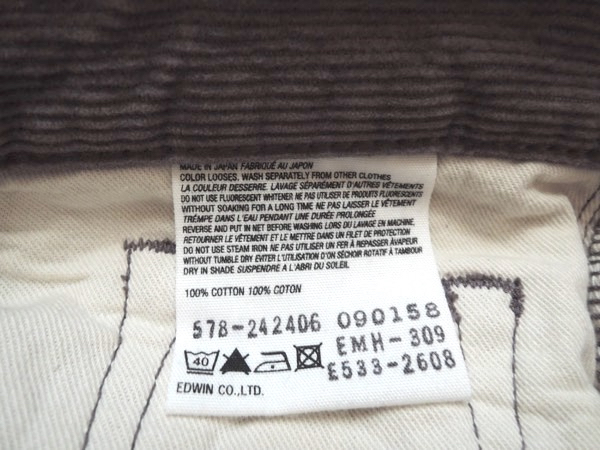 MADE IN JAPAN FABRIQUÉ AU JAPON
COLOR LOOSES, WASH SEPARATELY FROM OTHER CLOTHES
LA COULEUR DESSERRE, LAVAGE SÉPARÉMENT D'AUTRES VÊTEMENTS
DO NOT USE FLUORESCENT WHITENER NE PAS UTILISER DE PRODUITS FLUORESCENTS
WITHOUT SOAKING FOR A LONG TIME NE PAS LAISSER LE VÊTEMENT
TRÉMPE DANS L'EAU PENDANT UNE DURÉE PROLONGÉE
REVERSE AND PUT IN NET BEFORE WASHING LORS DU LAVAGE EN MACHINE,
RETOURNER LE VÊTEMENT ET LE METTRE DANS UN FILET DE PROTECTION
DO NOT USE STEAM IRON NE PAS UTILISER UN FER À REPASSER ÀVAPEUR
WITHOUT TUMBLE DRY ÉVITER L'UTILISATION D'ON SÉCHOIR ROTATIF À TAMBOUR
DRY IN SHADE SUSPENDRE A L'ABRI DU SOLEIL
100% COTTON 100% COTON
578-242406 090158
EMH-309
40
E533-2608
EDWIN CO.,LTD.